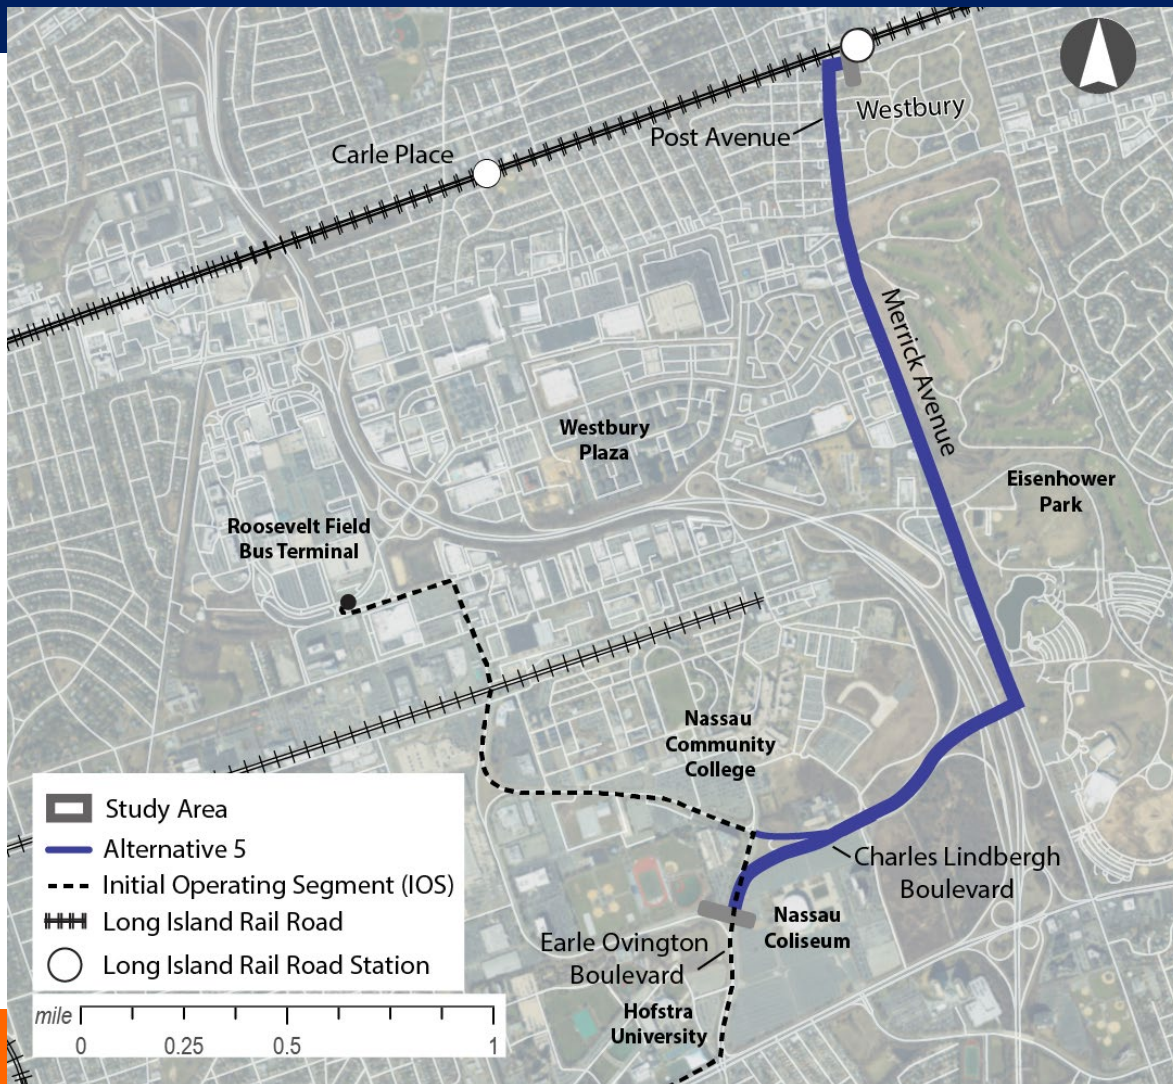 Westbury
Post Avenue
Carle Place
Merrick Avenue
Westbury
Plaza
Eisenhower
Park
Roosevelt Field
Bus Terminal
Nassau
Community
College
Charles Lindbergh
Boulevard
Nassau
Coliseum
Earle Ovington
Boulevard
Hofstra
University
Study Area
Alternative 5
Initial Operating Segment (IOS)
Long Island Rail Road
Long Island Rail Road Station
mile
0 0.25 0.5 1